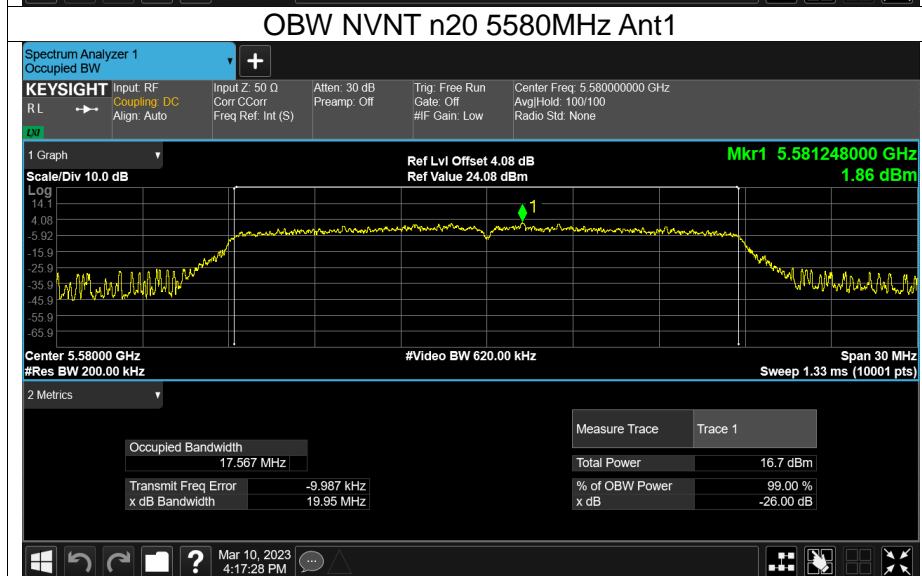 OBW NVNT n20 5580MHz Ant1
Spectrum Analyzer 1
Occupied BW
KEYSIGHT Input: RF Input Z: 50 Ω Atten: 30 dB Trig: Free Run Center Freq: 5.580000000 GHz
RL Coupling: DC Corr CCorr Preamp: Off Gate: Off Avg|Hold: 100/100
Align: Auto Freq Ref: Int (S) #IF Gain: Low Radio Std: None
LXI
1 Graph Ref Lvl Offset 4.08 dB Mkr1 5.581248000 GHz
Scale/Div 10.0 dB Ref Value 24.08 dBm 1.86 dBm
Log
14.1
1
4.08
-5.92
-15.9
-25.9
-35.9
-45.9
-55.9
-65.9
Center 5.58000 GHz #Video BW 620.00 kHz Span 30 MHz
#Res BW 200.00 kHz Sweep 1.33 ms (10001 pts)
2 Metrics
Measure Trace Trace 1
Occupied Bandwidth
17.567 MHz Total Power 16.7 dBm
Transmit Freq Error -9.987 kHz % of OBW Power 99.00 %
x dB Bandwidth 19.95 MHz x dB -26.00 dB
? Mar 10, 2023
4:17:28 PM